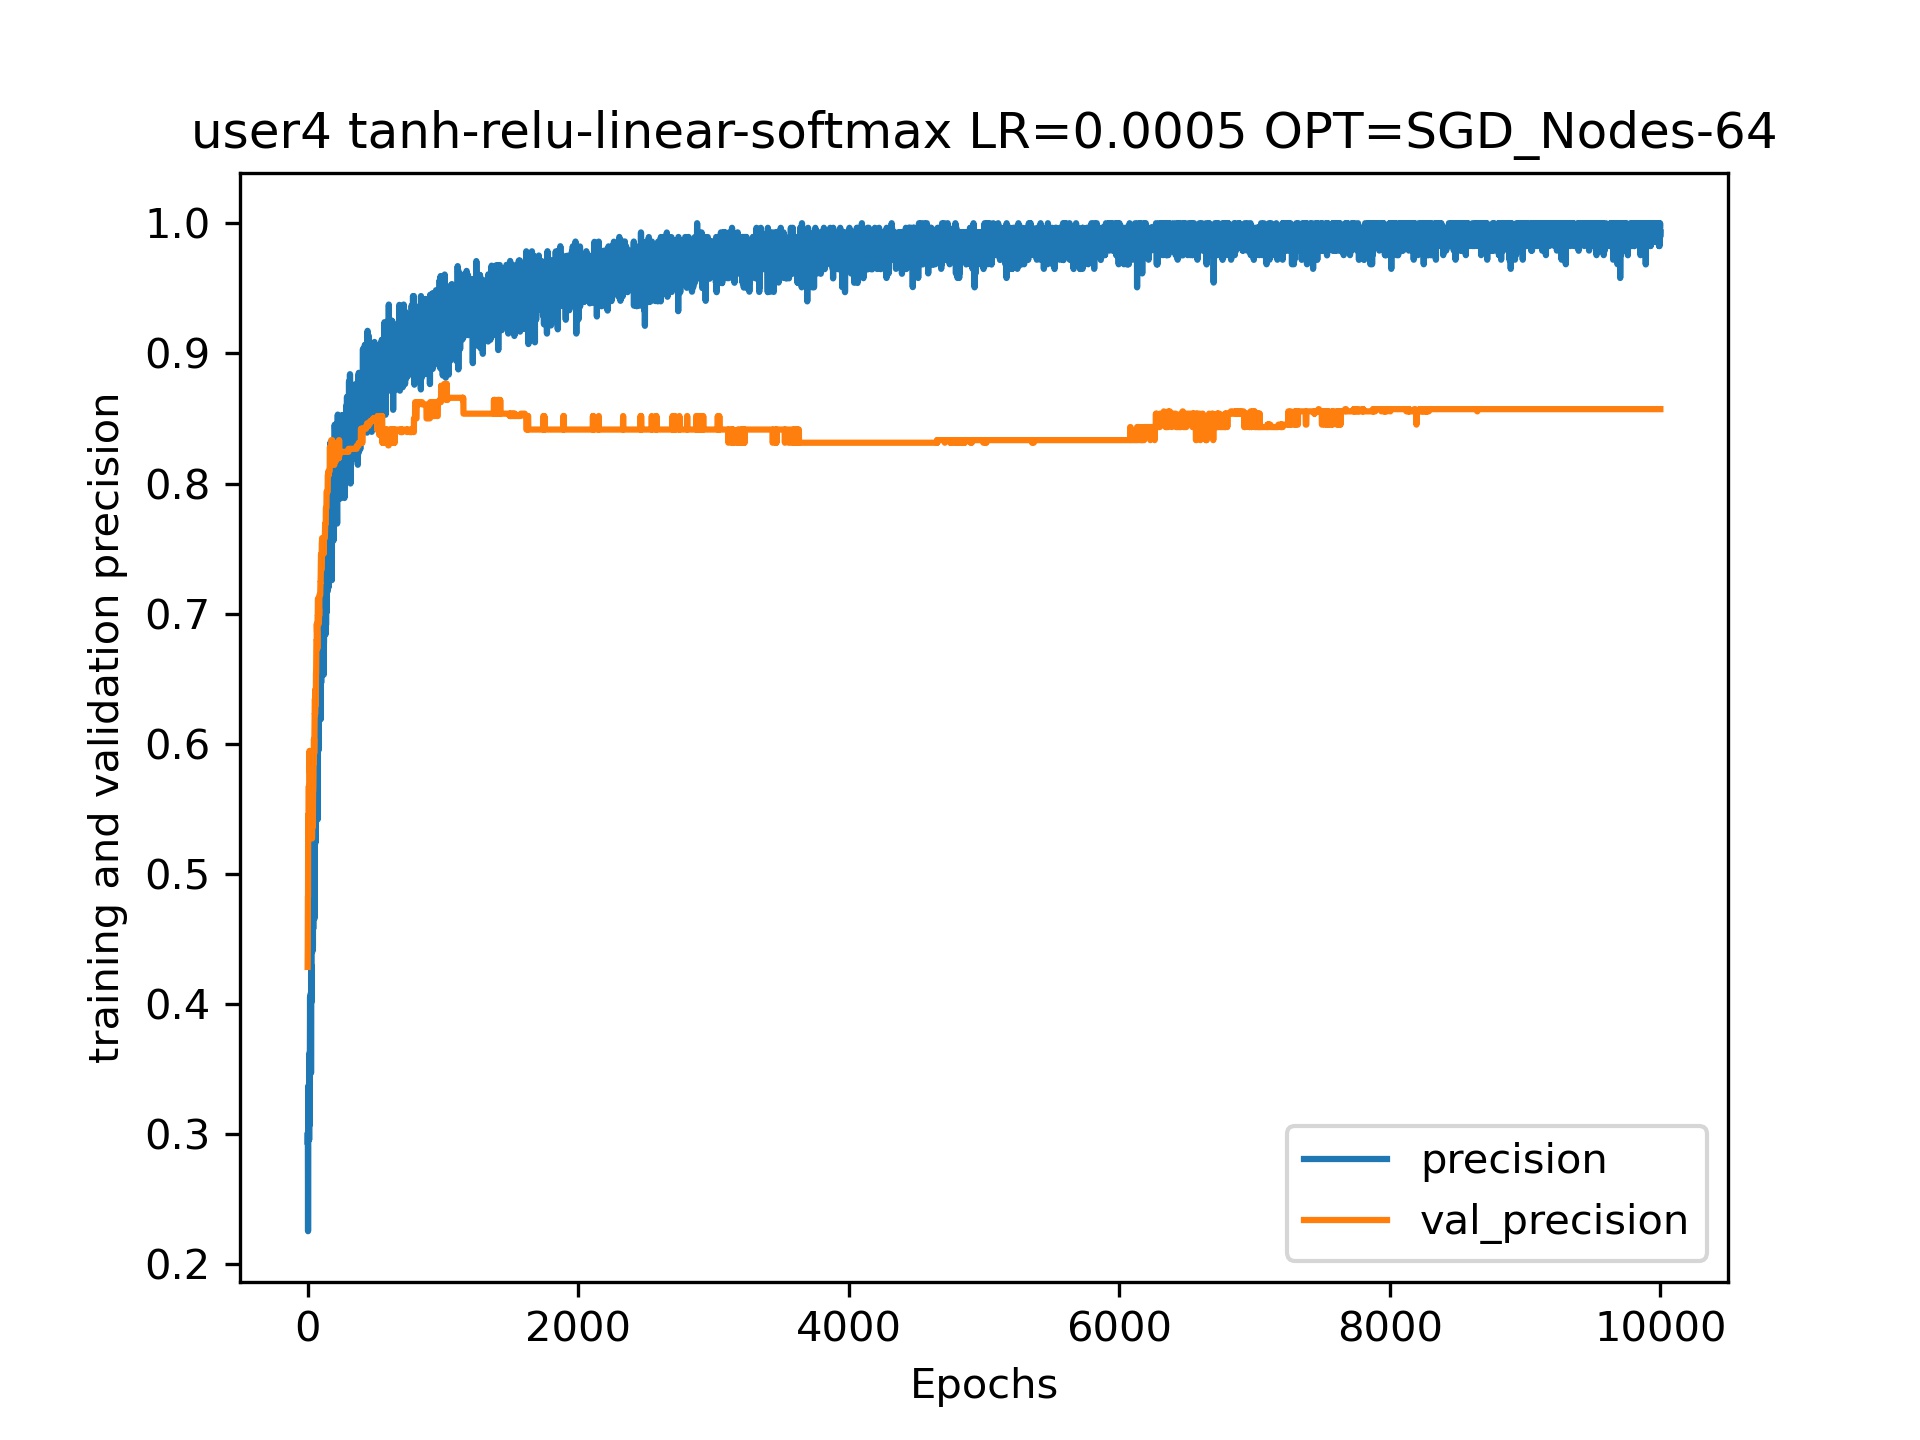 user4 tanh-relu-linear-softmax LR=0.0005 OPT=SGD_Nodes-64
training and validation precision
1.0
0.9
0.8
0.7
0.6
0.5
0.4
0.3
0.2
precision
val_precision
0 2000 4000 6000 8000 10000
Epochs